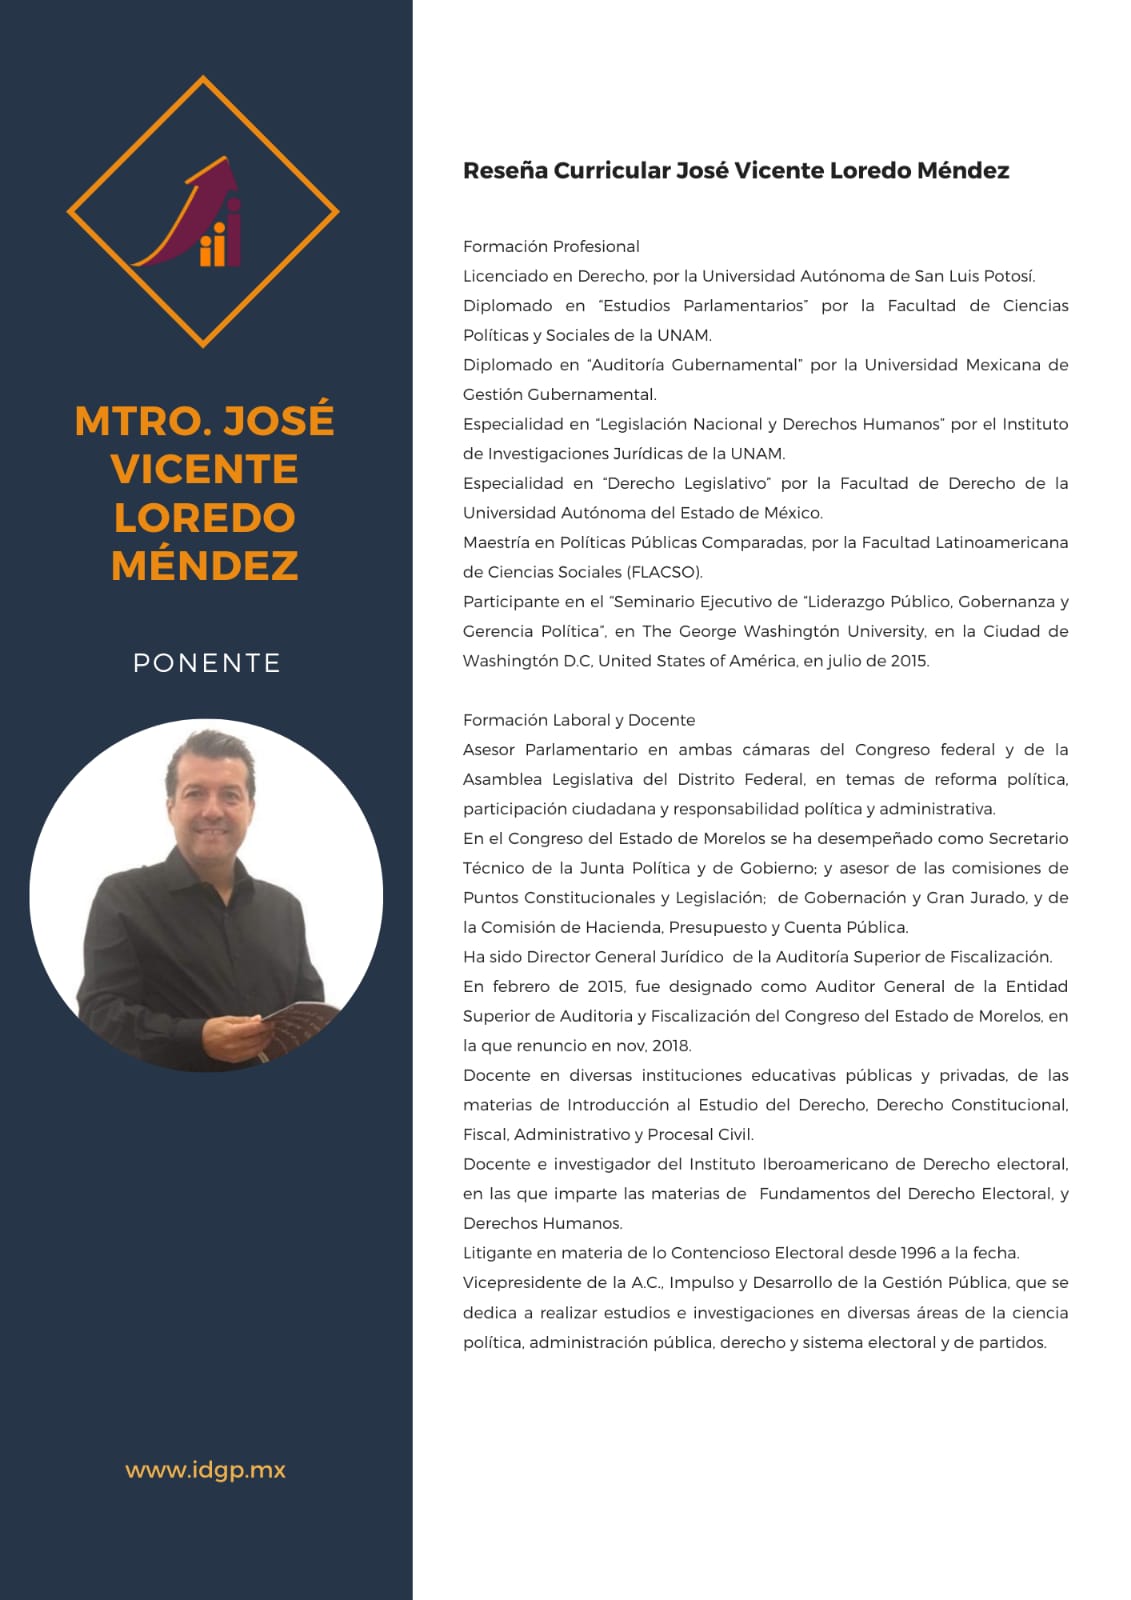 MTRO. JOSÉ
VICENTE
LOREDO
MÉNDEZ
PONENTE
www.idgp.mx
Reseña Curricular José Vicente Loredo Méndez
Formación Profesional
Licenciado en Derecho, por la Universidad Autónoma de San Luis Potosí.
Diplomado en “Estudios Parlamentarios” por la Facultad de Ciencias
Políticas y Sociales de la UNAM.
Diplomado en “Auditoría Gubernamental” por la Universidad Mexicana de
Gestión Gubernamental.
Especialidad en “Legislación Nacional y Derechos Humanos” por el Instituto
de Investigaciones Jurídicas de la UNAM.
Especialidad en “Derecho Legislativo” por la Facultad de Derecho de la
Universidad Autónoma del Estado de México.
Maestría en Políticas Públicas Comparadas, por la Facultad Latinoamericana
de Ciencias Sociales (FLACSO).
Participante en el “Seminario Ejecutivo de “Liderazgo Público, Gobernanza y
Gerencia Política”, en The George Washingtón University, en la Ciudad de
Washingtón D.C, United States of América, en julio de 2015.
Formación Laboral y Docente
Asesor Parlamentario en ambas cámaras del Congreso federal y de la
Asamblea Legislativa del Distrito Federal, en temas de reforma política,
participación ciudadana y responsabilidad política y administrativa.
En el Congreso del Estado de Morelos se ha desempeñado como Secretario
Técnico de la Junta Política y de Gobierno; y asesor de las comisiones de
Puntos Constitucionales y Legislación; de Gobernación y Gran Jurado, y de
la Comisión de Hacienda, Presupuesto y Cuenta Pública.
Ha sido Director General Jurídico de la Auditoría Superior de Fiscalización.
En febrero de 2015, fue designado como Auditor General de la Entidad
Superior de Auditoria y Fiscalización del Congreso del Estado de Morelos, en
la que renuncio en nov, 2018.
Docente en diversas instituciones educativas públicas y privadas, de las
materias de Introducción al Estudio del Derecho, Derecho Constitucional,
Fiscal, Administrativo y Procesal Civil.
Docente e investigador del Instituto Iberoamericano de Derecho electoral,
en las que imparte las materias de Fundamentos del Derecho Electoral, y
Derechos Humanos.
Litigante en materia de lo Contencioso Electoral desde 1996 a la fecha.
Vicepresidente de la A.C., Impulso y Desarrollo de la Gestión Pública, que se
dedica a realizar estudios e investigaciones en diversas áreas de la ciencia
política, administración pública, derecho y sistema electoral y de partidos.